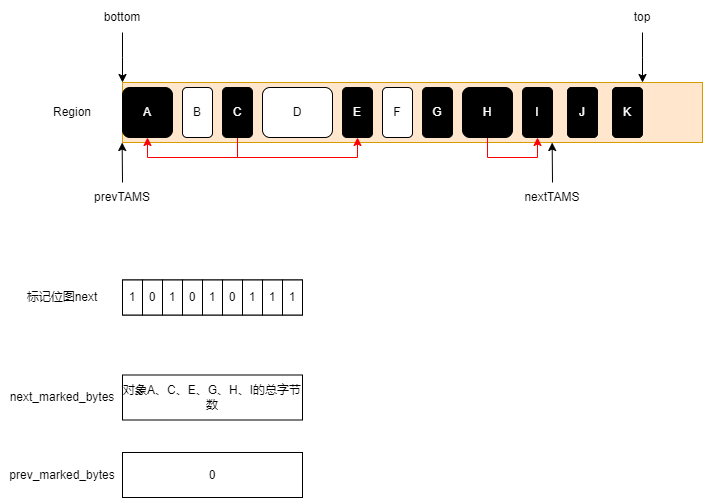 bottom
top
Region
A
B
C
D
E
F
G
H
I
J
K
prevTAMS
nextTAMS
标记位图next
1 0 1 0 1 0 1 1 1
next_marked_bytes
对象A、C、E、G、H、I的总字节
数
prev_marked_bytes
0